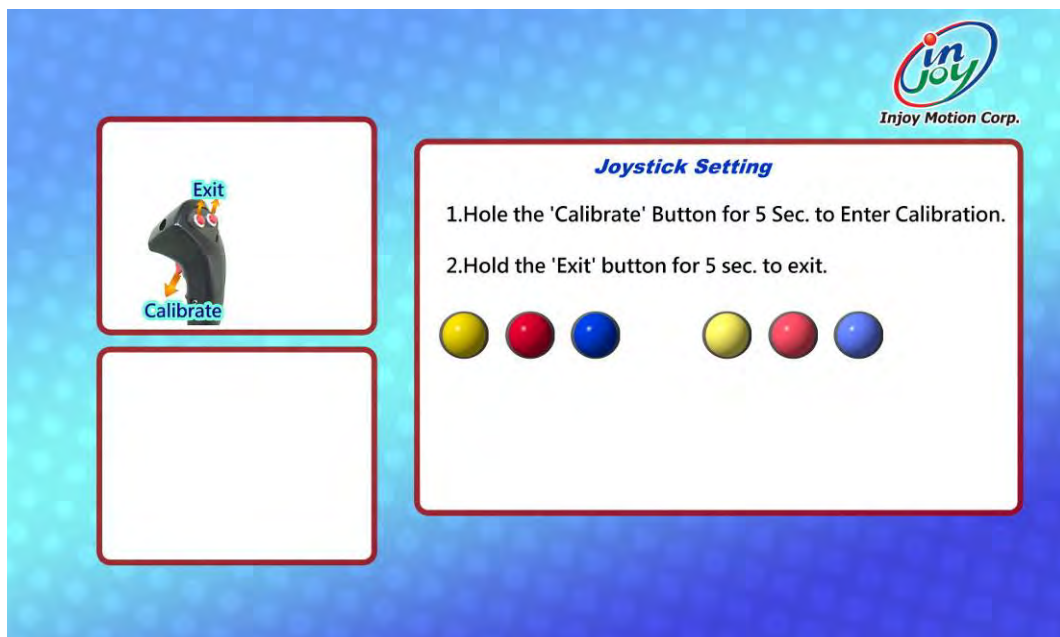 in
joy
Injoy Motion Corp.
Exit
Calibrate
Joystick Setting
1.Hole the 'Calibrate' Button for 5 Sec. to Enter Calibration.
2.Hold the 'Exit' button for 5 sec. to exit.